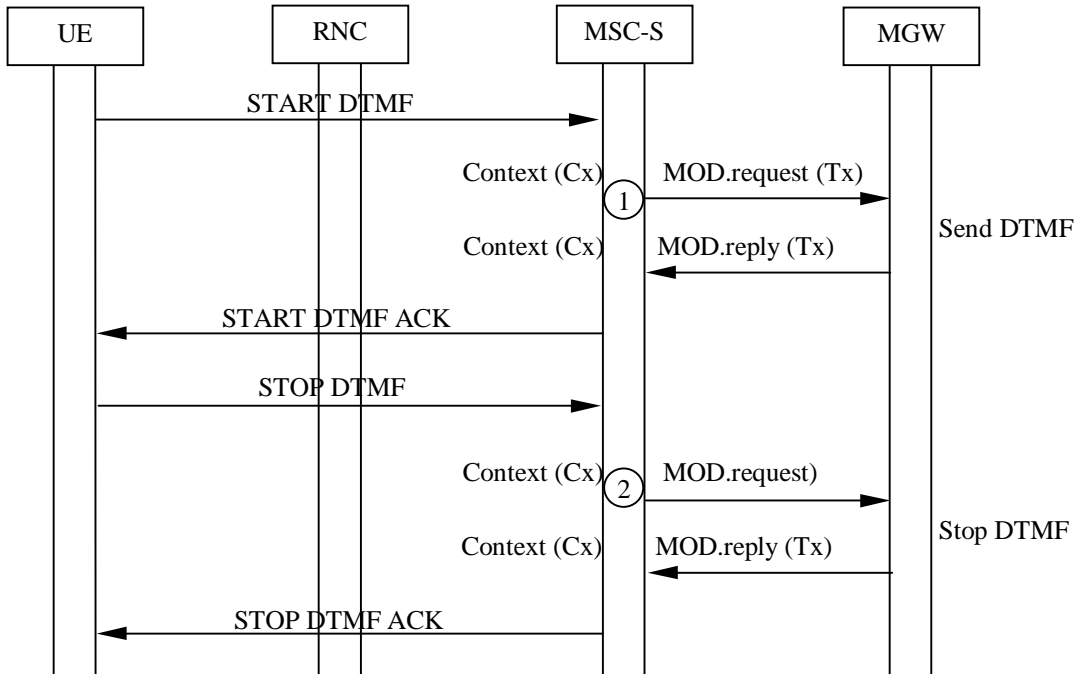 UE
RNC
MSC-S
MGW
START DTMF
Context (Cx)
MOD.request (Tx)
1
Send DTMF
Context (Cx)
MOD.reply (Tx)
START DTMF ACK
STOP DTMF
Context (Cx)
MOD.request)
2
Stop DTMF
Context (Cx)
MOD.reply (Tx)
STOP DTMF ACK